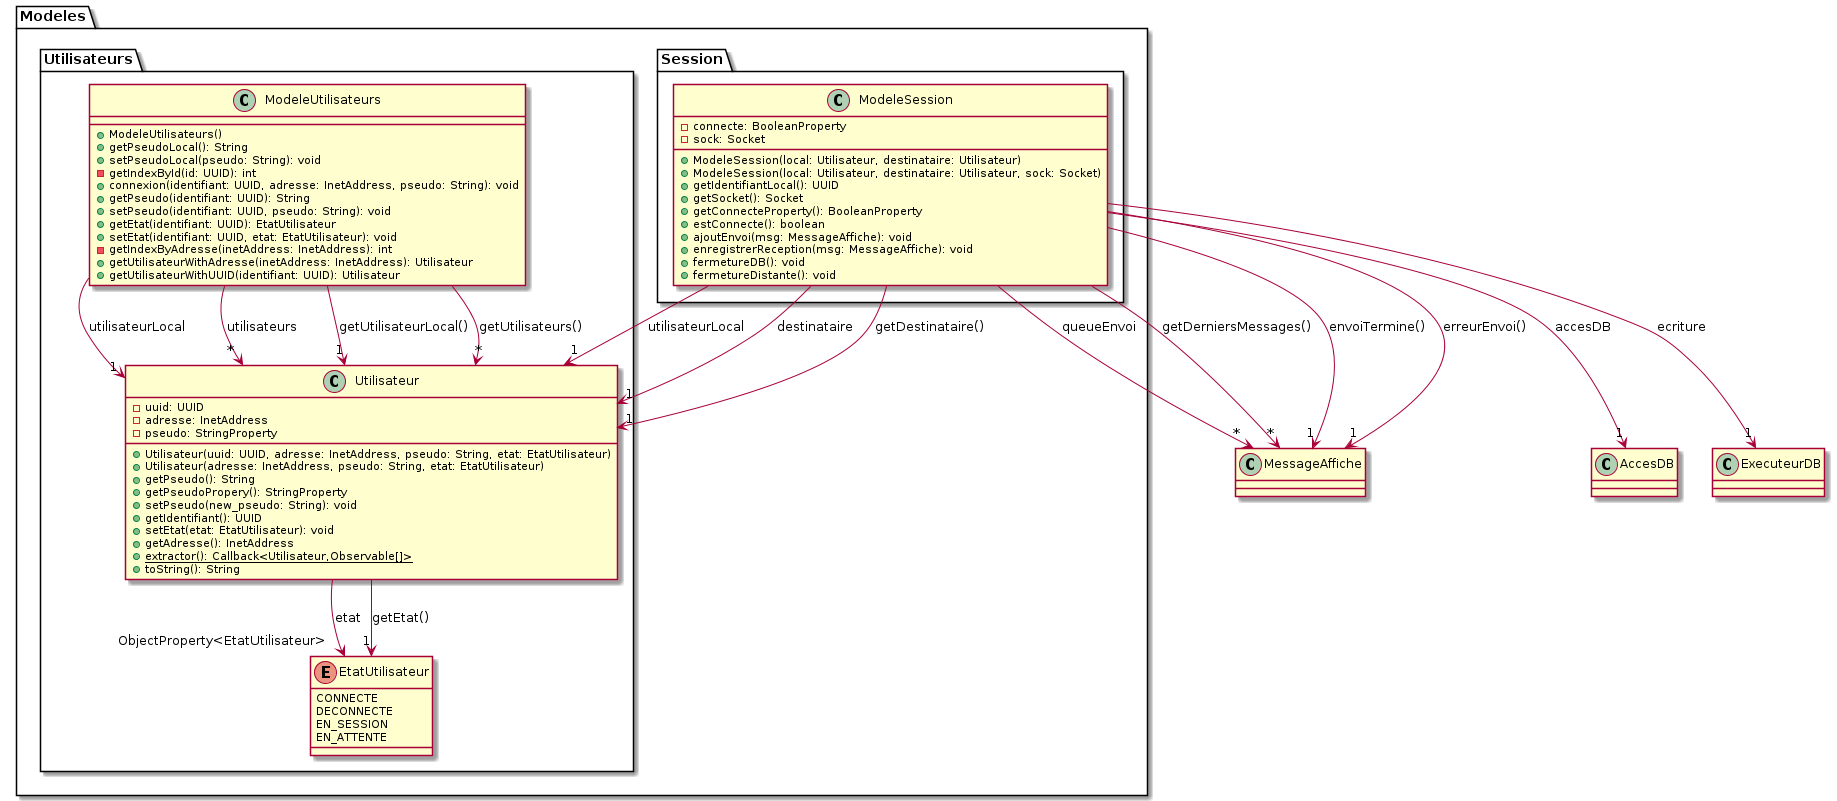 Modeles
Utilisateurs
C ModeleUtilisateurs
ModeleUtilisateurs()
getPseudoLocal(): String
setPseudoLocal(pseudo: String): void
getIndexById(id: UUID): int
connexion(identifiant: UUID, adresse: InetAddress, pseudo: String): void
getPseudo(identifiant: UUID): String
setPseudo(identifiant: UUID, pseudo: String): void
getEtat(identifiant: UUID): EtatUtilisateur
setEtat(identifiant: UUID, etat: EtatUtilisateur): void
getIndexByAdresse(inetAddress: InetAddress): int
getUtilisateurWithAdresse(inetAddress: InetAddress): Utilisateur
getUtilisateurWithUUID(identifiant: UUID): Utilisateur
Session
C ModeleSession
connecte: BooleanProperty
sock: Socket
ModeleSession(local: Utilisateur, destinataire: Utilisateur)
ModeleSession(local: Utilisateur, destinataire: Utilisateur, sock: Socket)
getIdentifiantLocal(): UUID
getSocket(): Socket
getConnecteProperty(): BooleanProperty
estConnecte(): boolean
ajoutEnvoi(msg: MessageAffiche): void
enregistrerReception(msg: MessageAffiche): void
fermetureDB(): void
fermetureDistante(): void
utilisateurLocal
utilisateurs
getUtilisateurLocal()
getUtilisateurs()
utilisateurLocal
destinataire
getDestinataire()
queueEnvoi
getDerniersMessages()
envoiTermine()
erreurEnvoi()
accesDB
ecriture
1
*
1
*
1
1
1
*
*
1
1
1
1
C Utilisateur
uuid: UUID
adresse: InetAddress
pseudo: StringProperty
Utilisateur(uuid: UUID, adresse: InetAddress, pseudo: String, etat: EtatUtilisateur)
Utilisateur(adresse: InetAddress, pseudo: String, etat: EtatUtilisateur)
getPseudo(): String
getPseudoPropery(): StringProperty
setPseudo(new_pseudo: String): void
getIdentifiant(): UUID
setEtat(etat: EtatUtilisateur): void
getAdresse(): InetAddress
extractor(): Callback<Utilisateur,Observable[]>
toString(): String
C MessageAffiche
C AccesDB
C ExecuteurDB
etat
getEtat()
ObjectProperty<EtatUtilisateur>
1
E EtatUtilisateur
CONNECTE
DECONNECTE
EN_SESSION
EN_ATTENTE